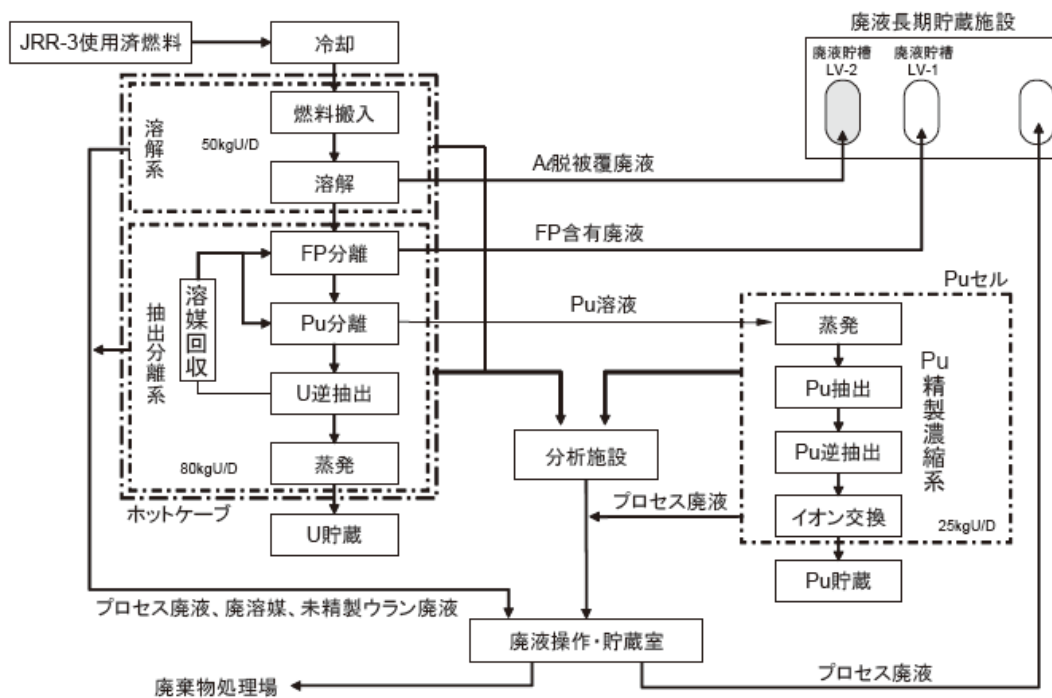 JRR-3使用済燃料
冷却
廃液長期貯蔵施設
廃液貯槽
LV-2
廃液貯槽
LV-1
溶解系
50kgU/D
燃料搬入
溶解
Aℓ脱被覆廃液
FP分離
FP含有廃液
抽出分離系
溶媒回収
Pu分離
Pu溶液
U逆抽出
蒸発
80kgU/D
ホットケーブ
U貯蔵
Puセル
蒸発
Pu抽出
Pu逆抽出
イオン交換
Pu精製濃縮系
25kgU/D
Pu貯蔵
分析施設
プロセス廃液
プロセス廃液、廃溶媒、未精製ウラン廃液
廃液操作・貯蔵室
プロセス廃液
廃棄物処理場